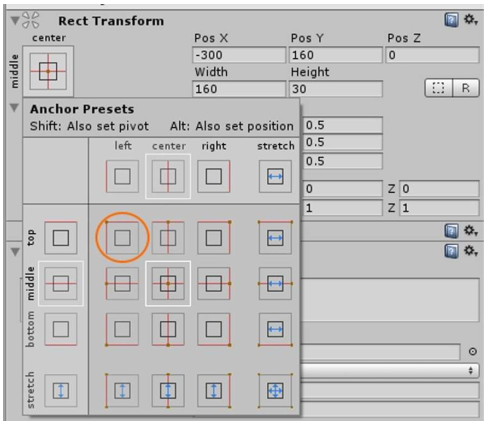 Rect Transform
center
Pos X Pos Y Pos Z
-300 160 0
middle
Width Height
160 30
R
Anchor Presets
Shift: Also set pivot Alt: Also set position
0.5
0.5
0.5
left center right stretch
0 Z 0
1 Z 1
top
middle
bottom
stretch